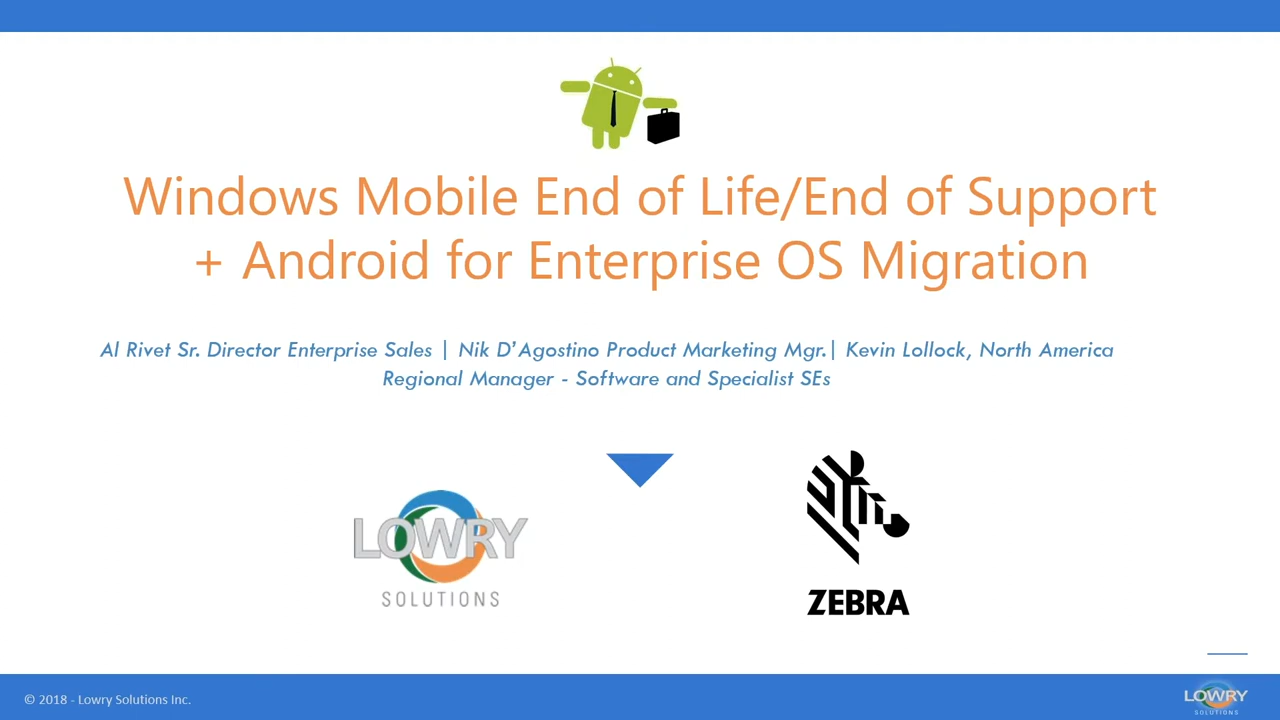 Windows Mobile End of Life/End of Support
+ Android for Enterprise OS Migration
Al Rivet Sr. Director Enterprise Sales | Nik D’Agostino Product Marketing Mgr.| Kevin Lollock, North America
Regional Manager - Software and Specialist SEs
LOWRY
SOLUTIONS
ZEBRA
© 2018 - Lowry Solutions Inc.
LOWRY
SOLUTIONS